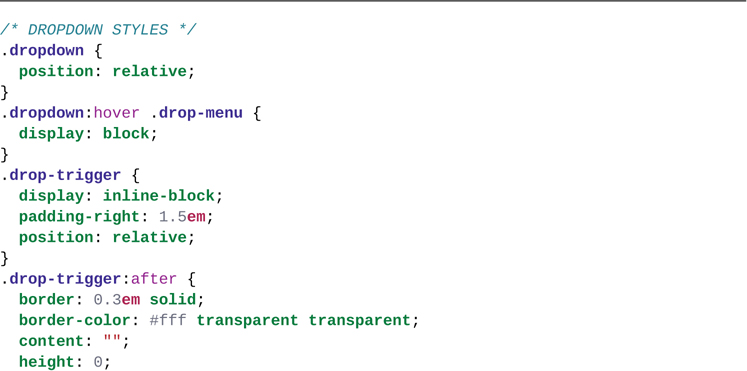 /* DROPDOWN STYLES */
.dropdown {
  position: relative;
}
.dropdown:hover .drop-menu {
  display: block;
}
.drop-trigger {
  display: inline-block;
  padding-right: 1.5em;
  position: relative;
}
.drop-trigger:after {
  border: 0.3em solid;
  border-color: #fff transparent transparent;
  content: "";
  height: 0;